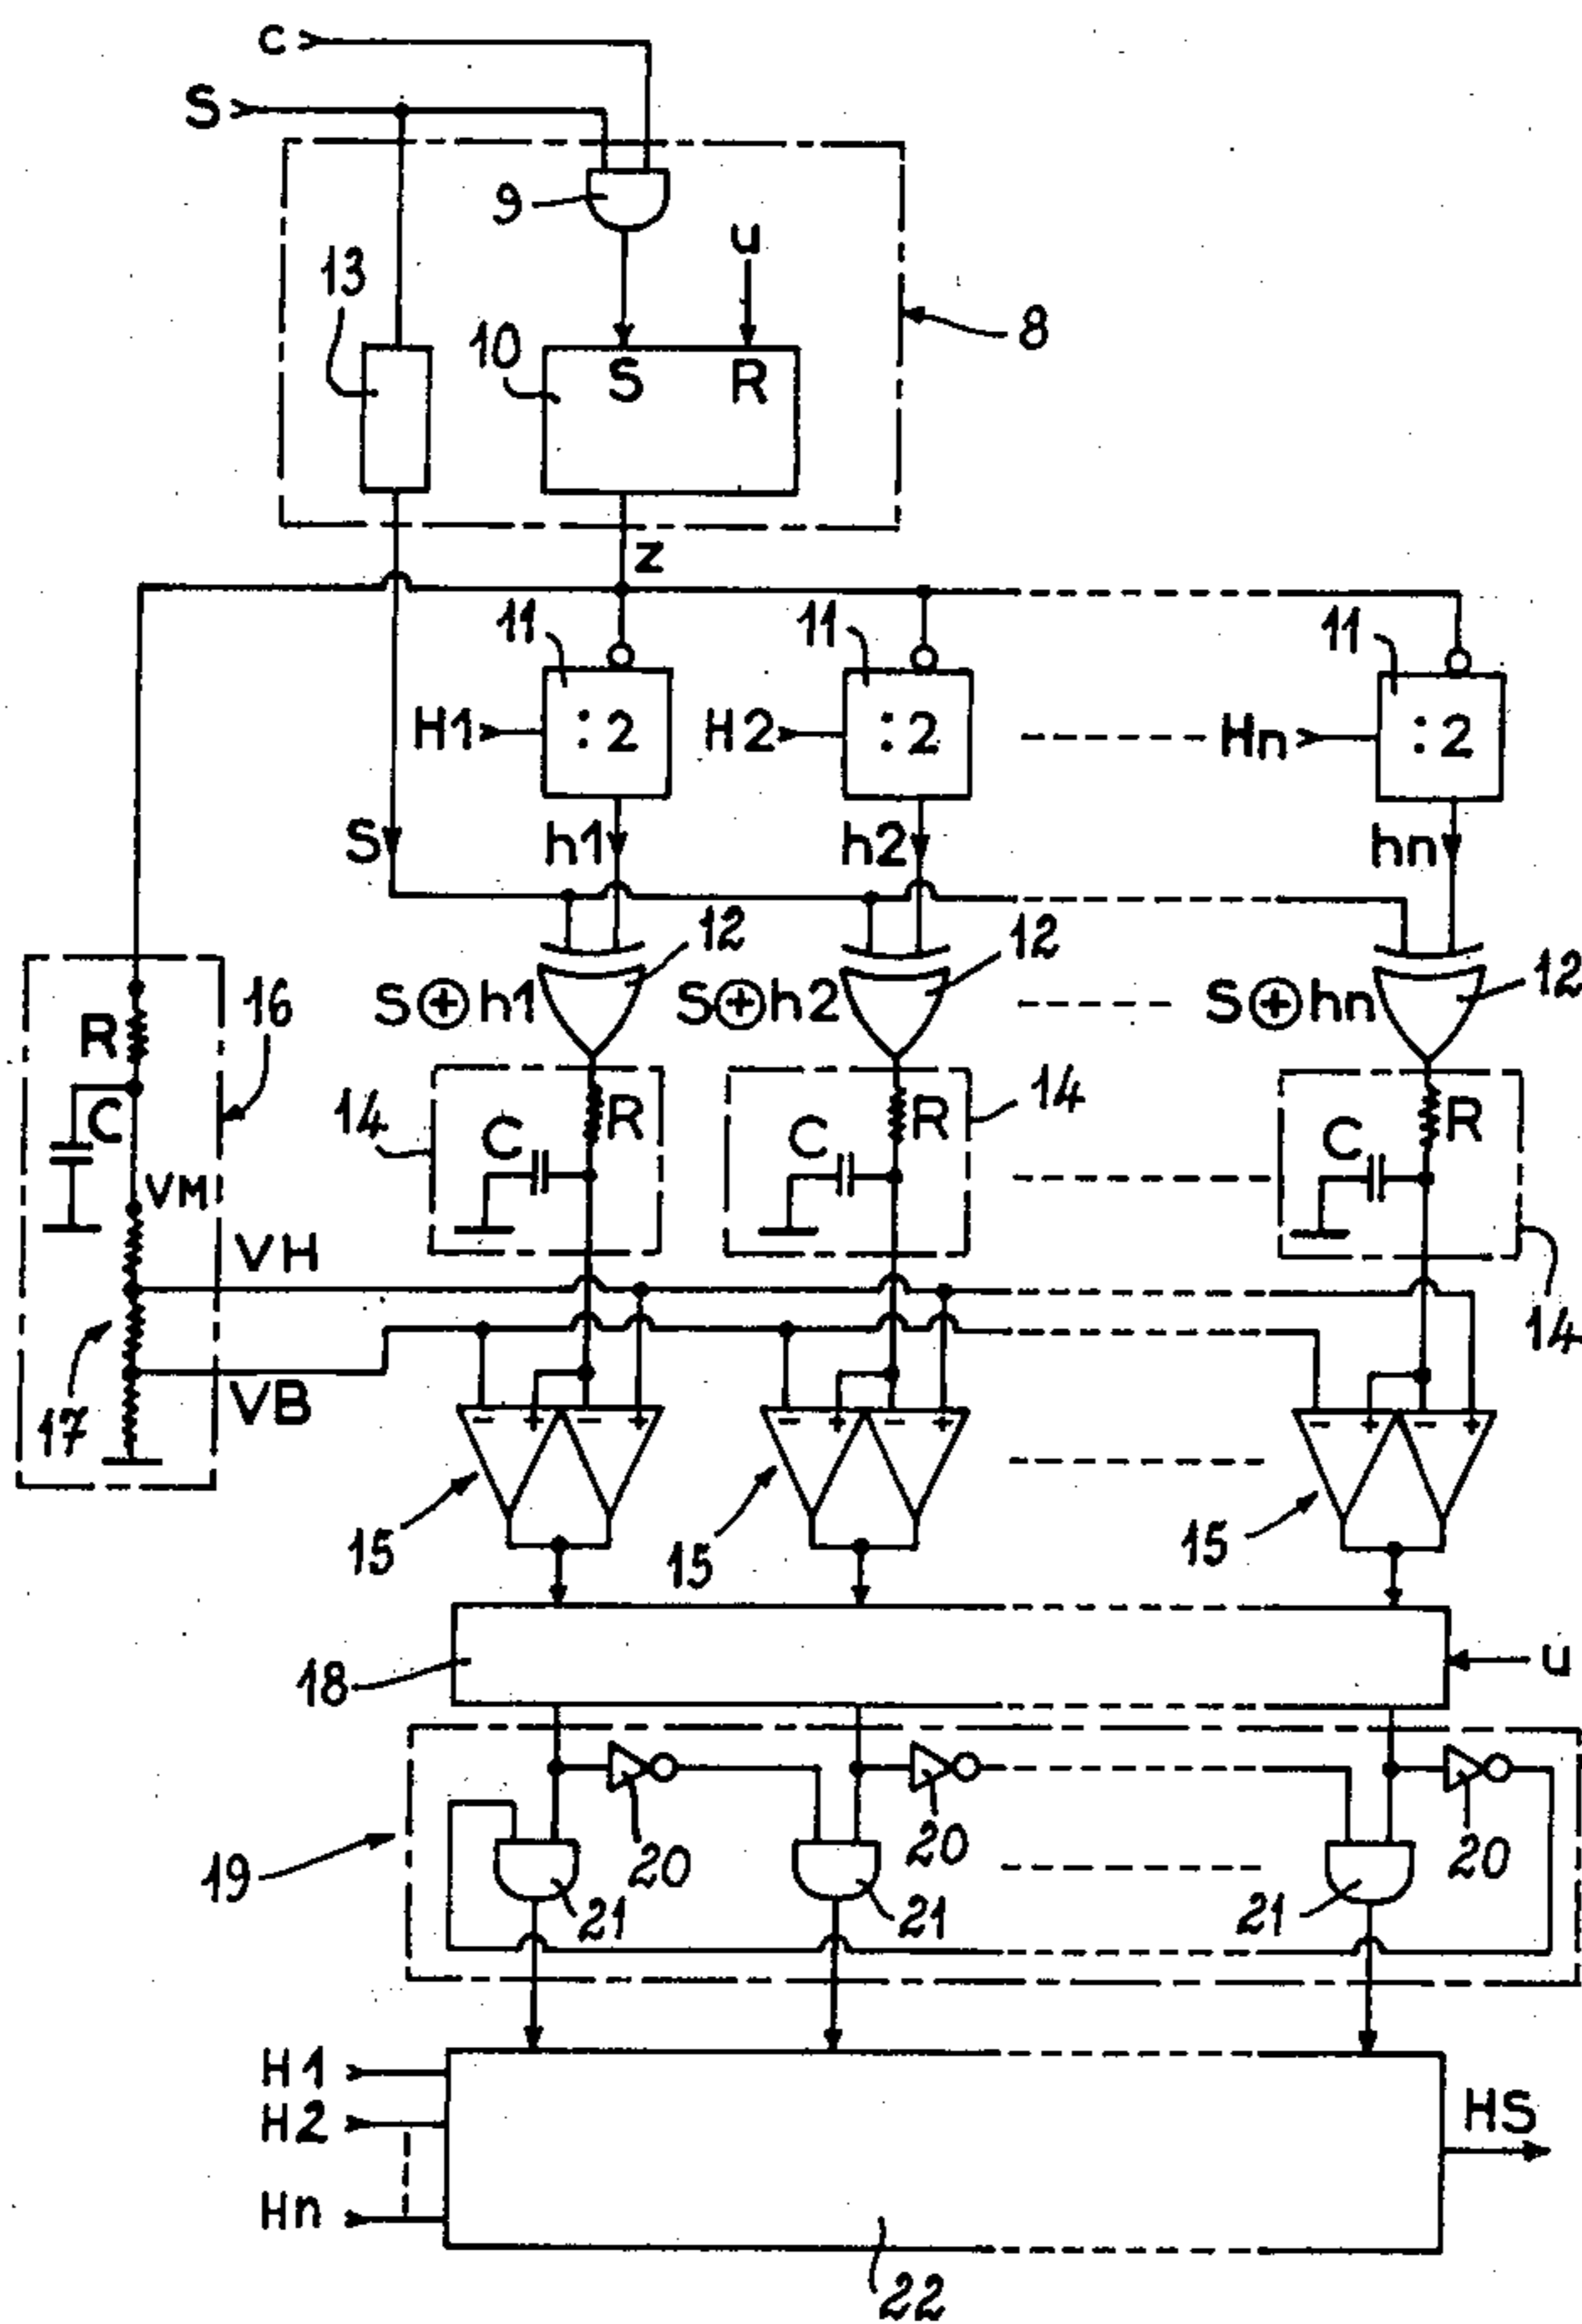 c
S
9
u
13
10
S R
8
z
11 11 11
H1 :2 H2 :2 Hn :2
S h1 h2 hn
12 12 12
S⊕h1 S⊕h2 S⊕hn
16
R
C
VM
14 C R C R 14 C R 14
VH
VB
17
- + - + - + - + - + - +
15 15 15
18 u
19
20 20 20
21 21 21
H1
H2
Hn
HS
22